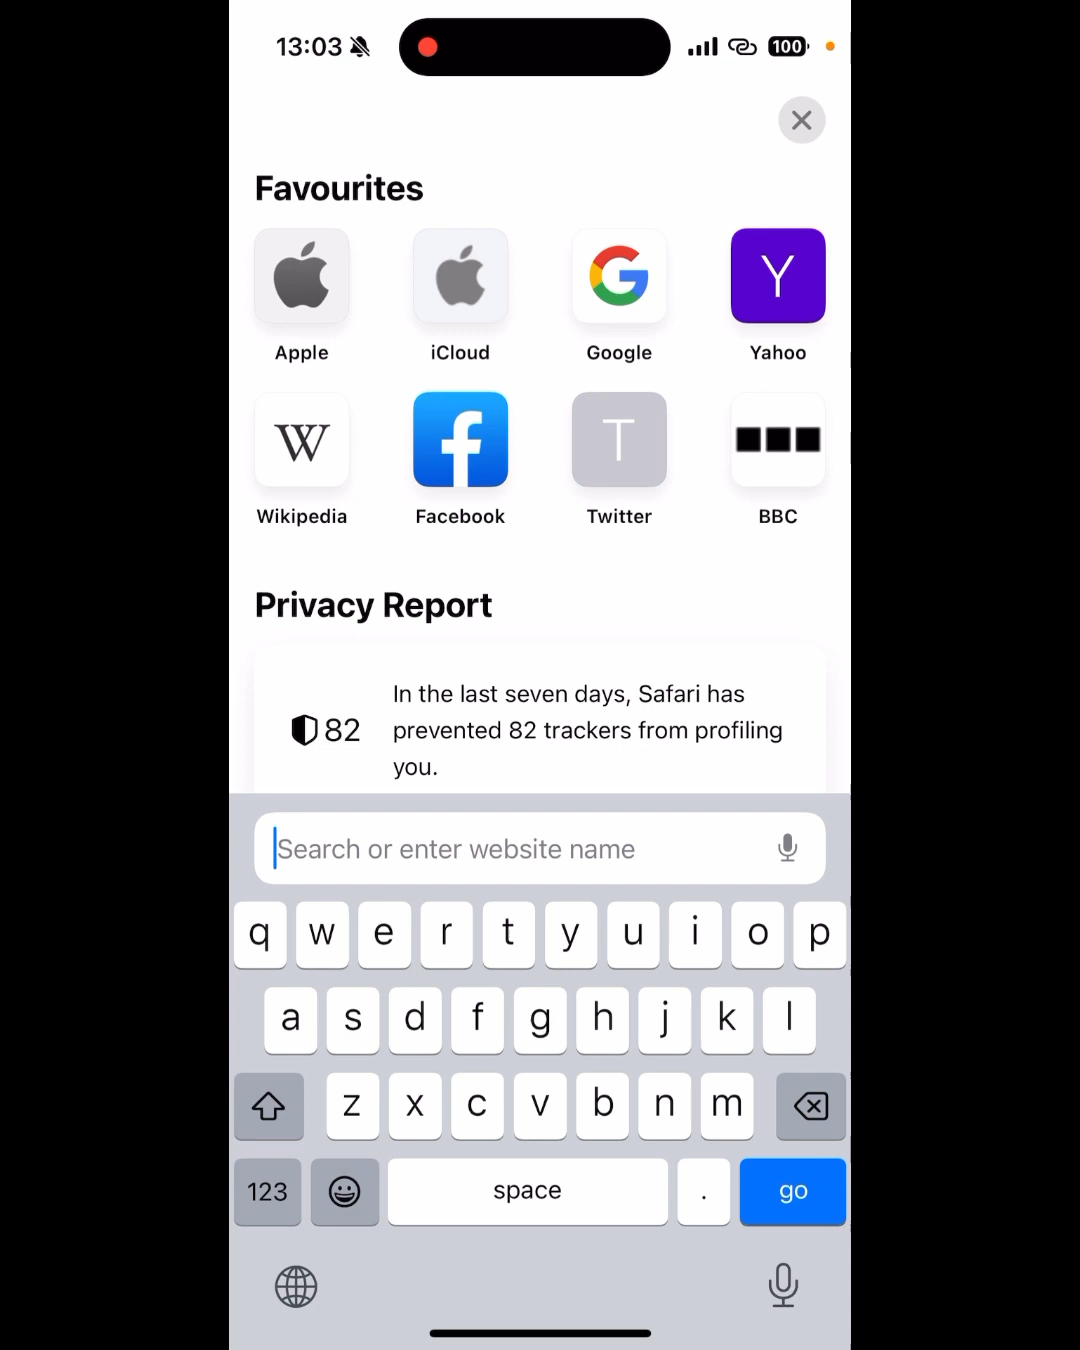 13:03
100
Favourites
Apple
iCloud
Google
Yahoo
Wikipedia
Facebook
Twitter
BBC
Privacy Report
82
In the last seven days, Safari has
prevented 82 trackers from profiling
you.
Search or enter website name
q w e r t y u i o p
a s d f g h j k l
z x c v b n m
123 space . go